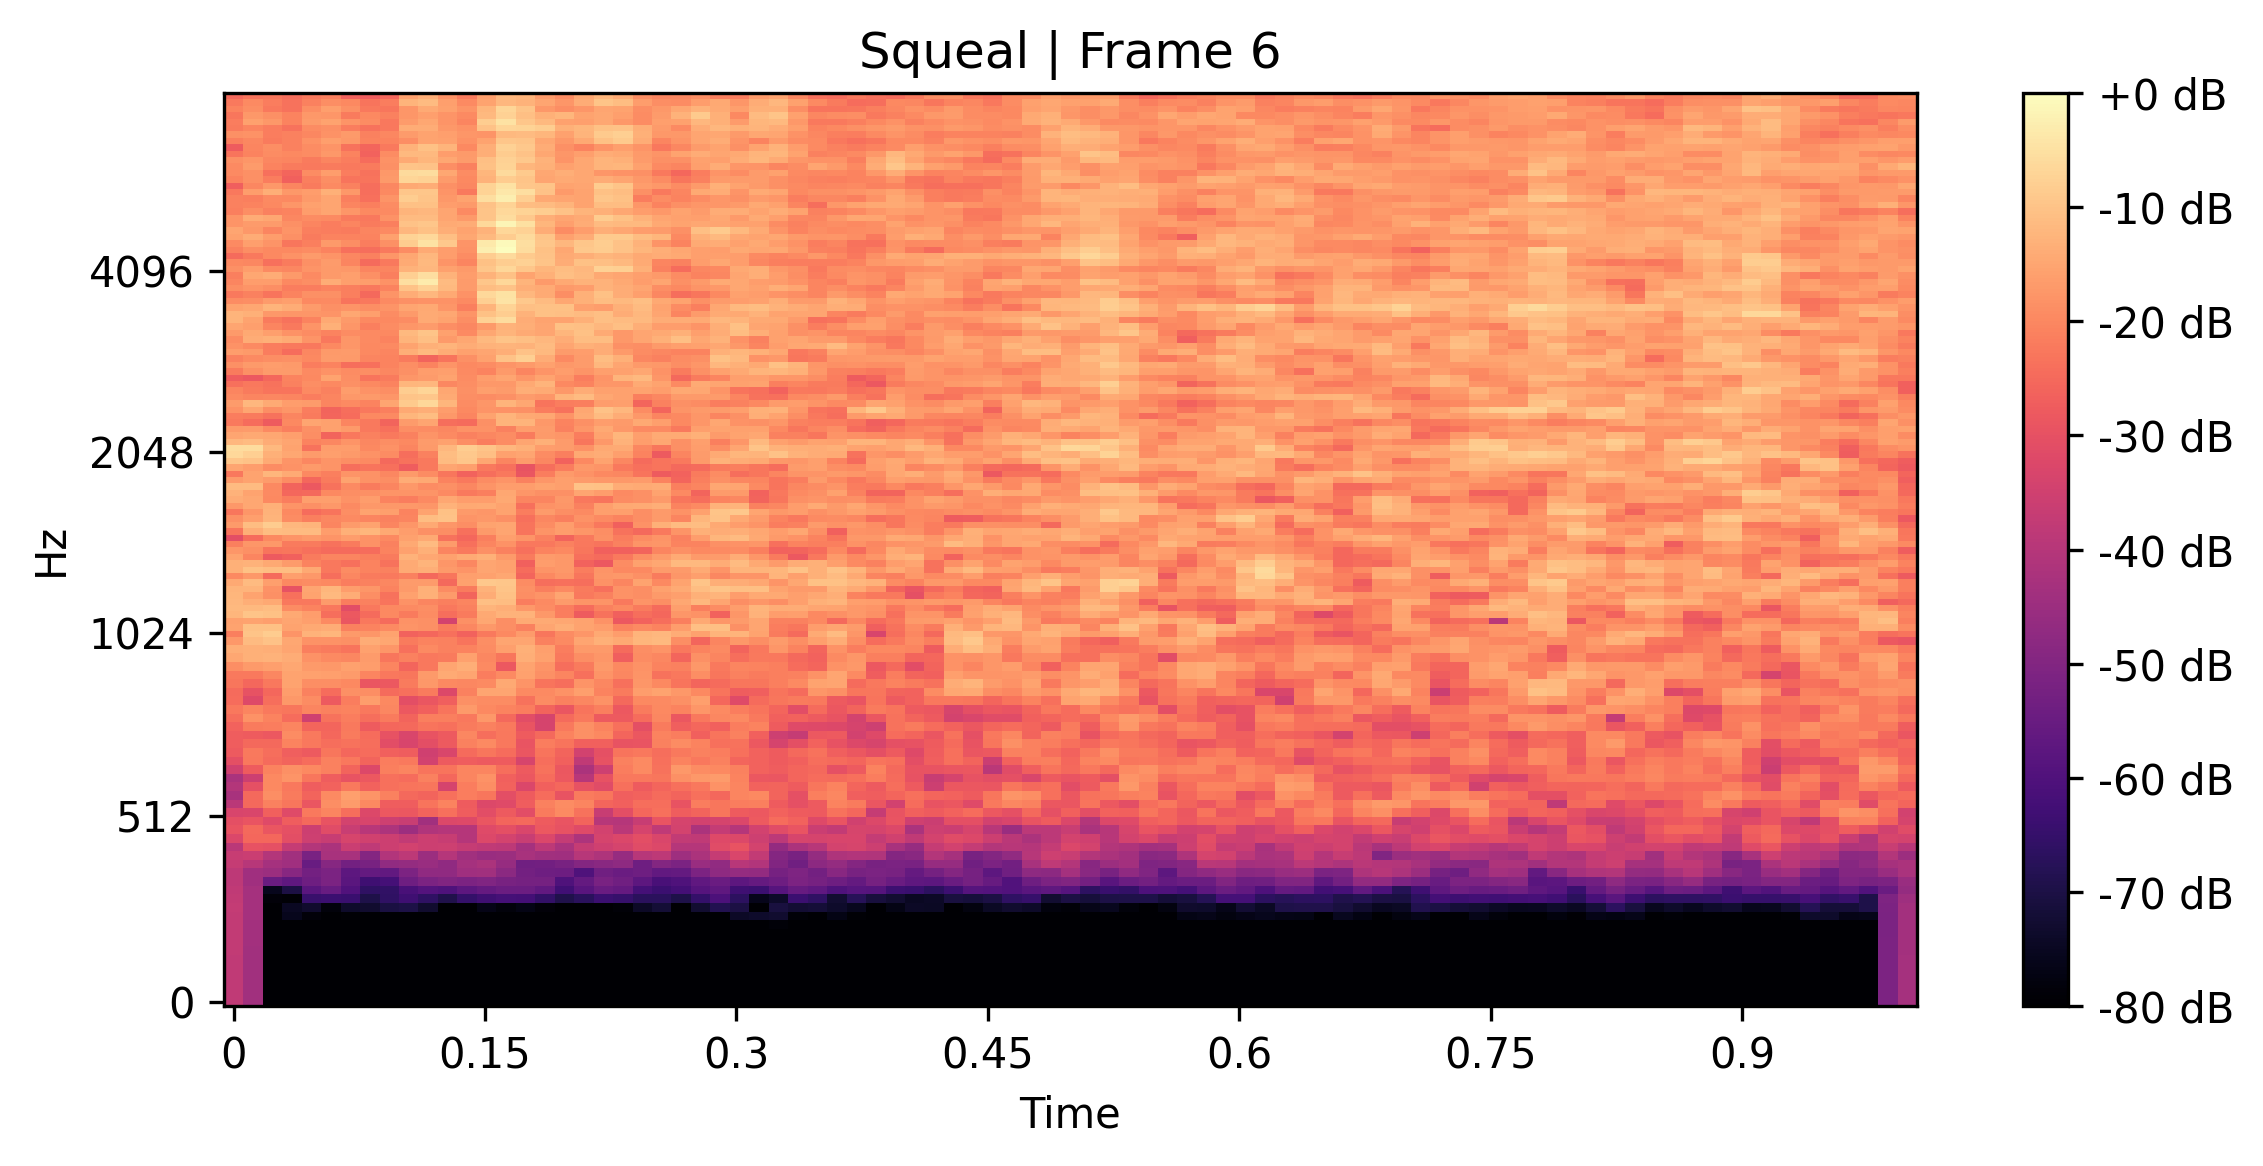 Squeal | Frame 6
Hz
4096
2048
1024
512
0
0 0.15 0.3 0.45 0.6 0.75 0.9
Time
+0 dB
-10 dB
-20 dB
-30 dB
-40 dB
-50 dB
-60 dB
-70 dB
-80 dB